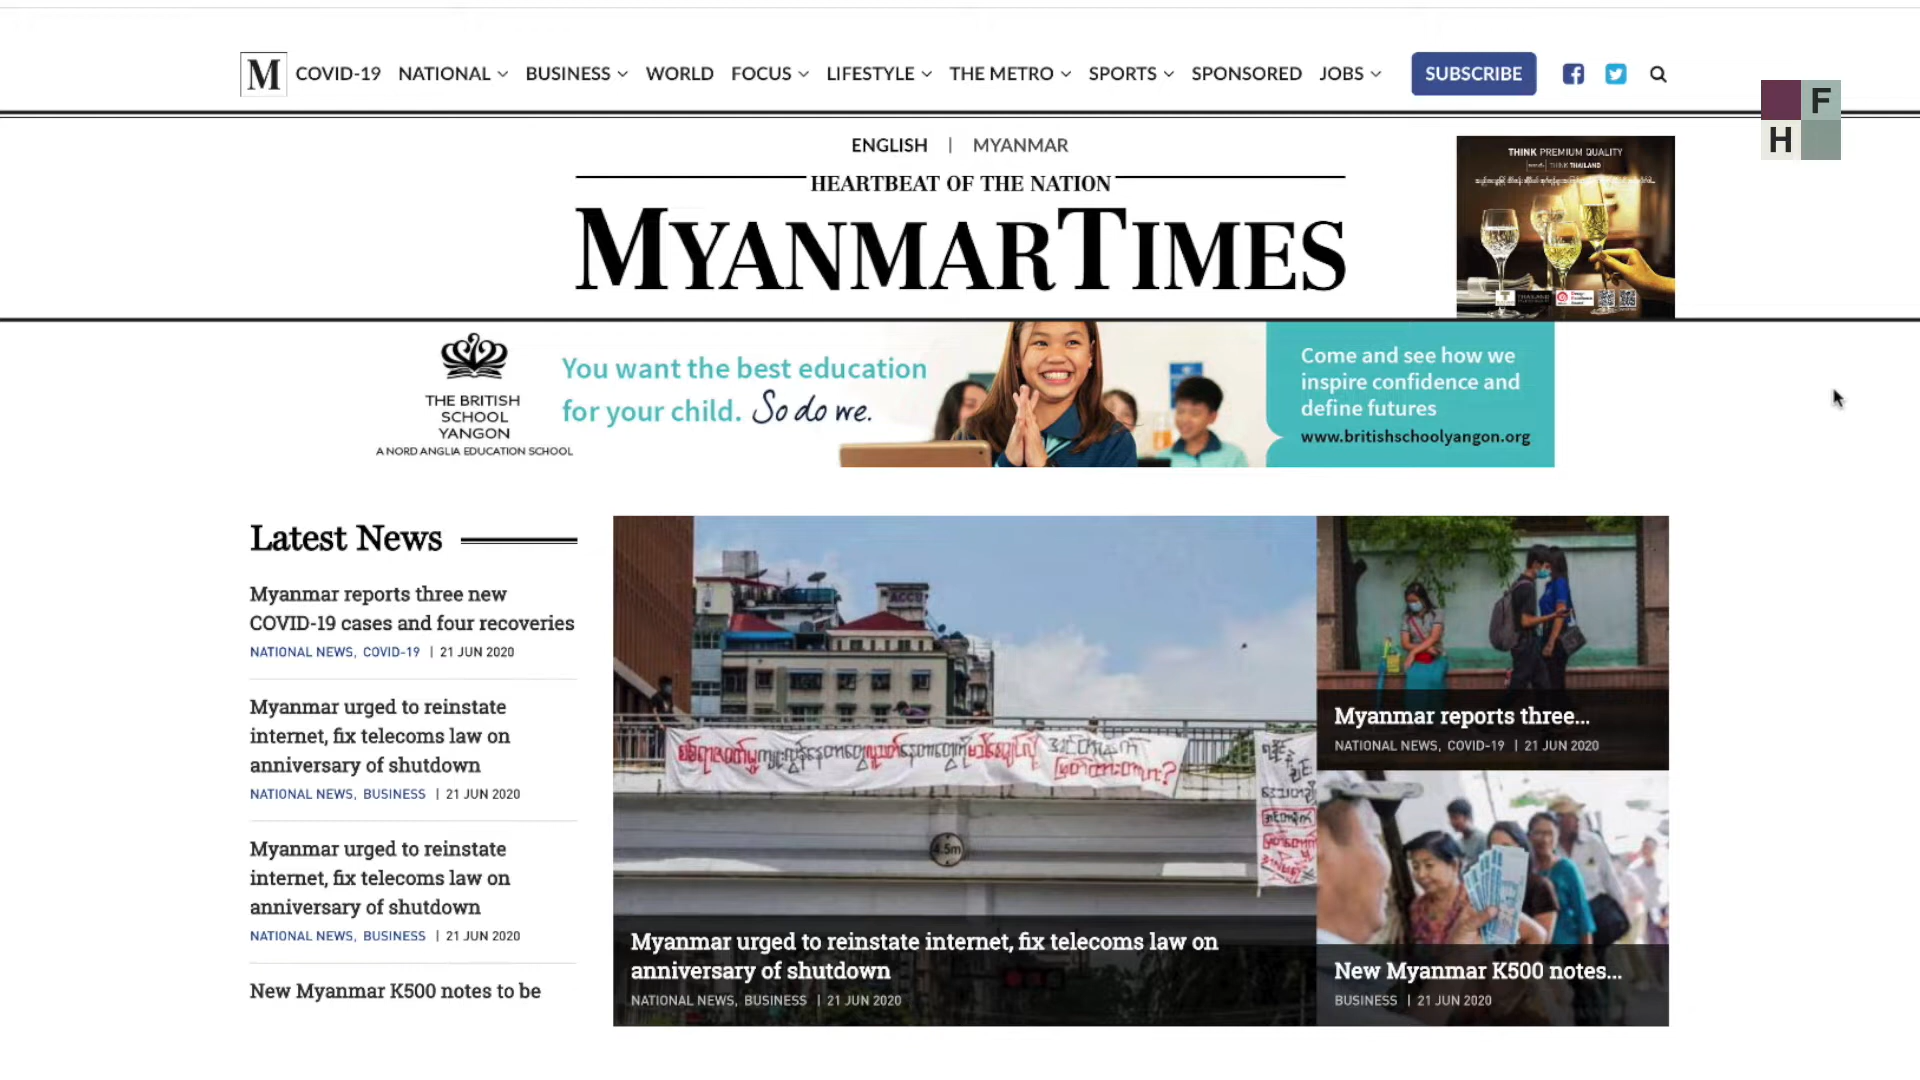 M COVID-19 NATIONAL BUSINESS WORLD FOCUS LIFESTYLE THE METRO SPORTS SPONSORED JOBS SUBSCRIBE
F
H
ENGLISH | MYANMAR
HEARTBEAT OF THE NATION
MYANMARTIMES
THINK PREMIUM QUALITY
THINK THAILAND
THE BRITISH
SCHOOL
YANGON
A NORD ANGLIA EDUCATION SCHOOL
You want the best education
for your child. So do we.
Come and see how we
inspire confidence and
define futures
www.britishschoolyangon.org
Latest News
Myanmar reports three new
COVID-19 cases and four recoveries
NATIONAL NEWS, COVID-19 | 21 JUN 2020
Myanmar urged to reinstate
internet, fix telecoms law on
anniversary of shutdown
NATIONAL NEWS, BUSINESS | 21 JUN 2020
Myanmar urged to reinstate
internet, fix telecoms law on
anniversary of shutdown
NATIONAL NEWS, BUSINESS | 21 JUN 2020
New Myanmar K500 notes to be
ACCU
4.5m
Myanmar urged to reinstate internet, fix telecoms law on
anniversary of shutdown
NATIONAL NEWS, BUSINESS | 21 JUN 2020
Myanmar reports three...
NATIONAL NEWS, COVID-19 | 21 JUN 2020
New Myanmar K500 notes...
BUSINESS | 21 JUN 2020